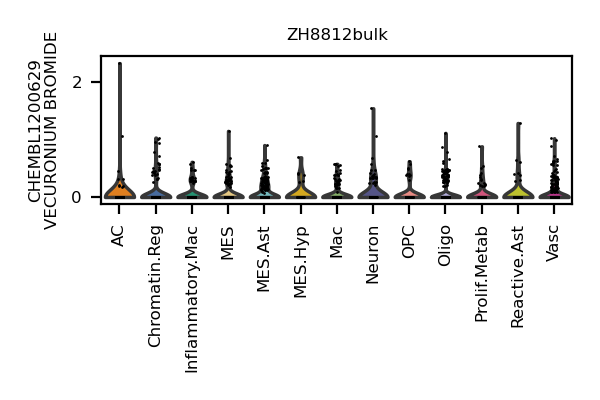 ZH8812bulk
CHEMBL1200629
VECURONIUM BROMIDE
2
0
AC
Chromatin.Reg
Inflammatory.Mac
MES
MES.Ast
MES.Hyp
Mac
Neuron
OPC
Oligo
Prolif.Metab
Reactive.Ast
Vasc